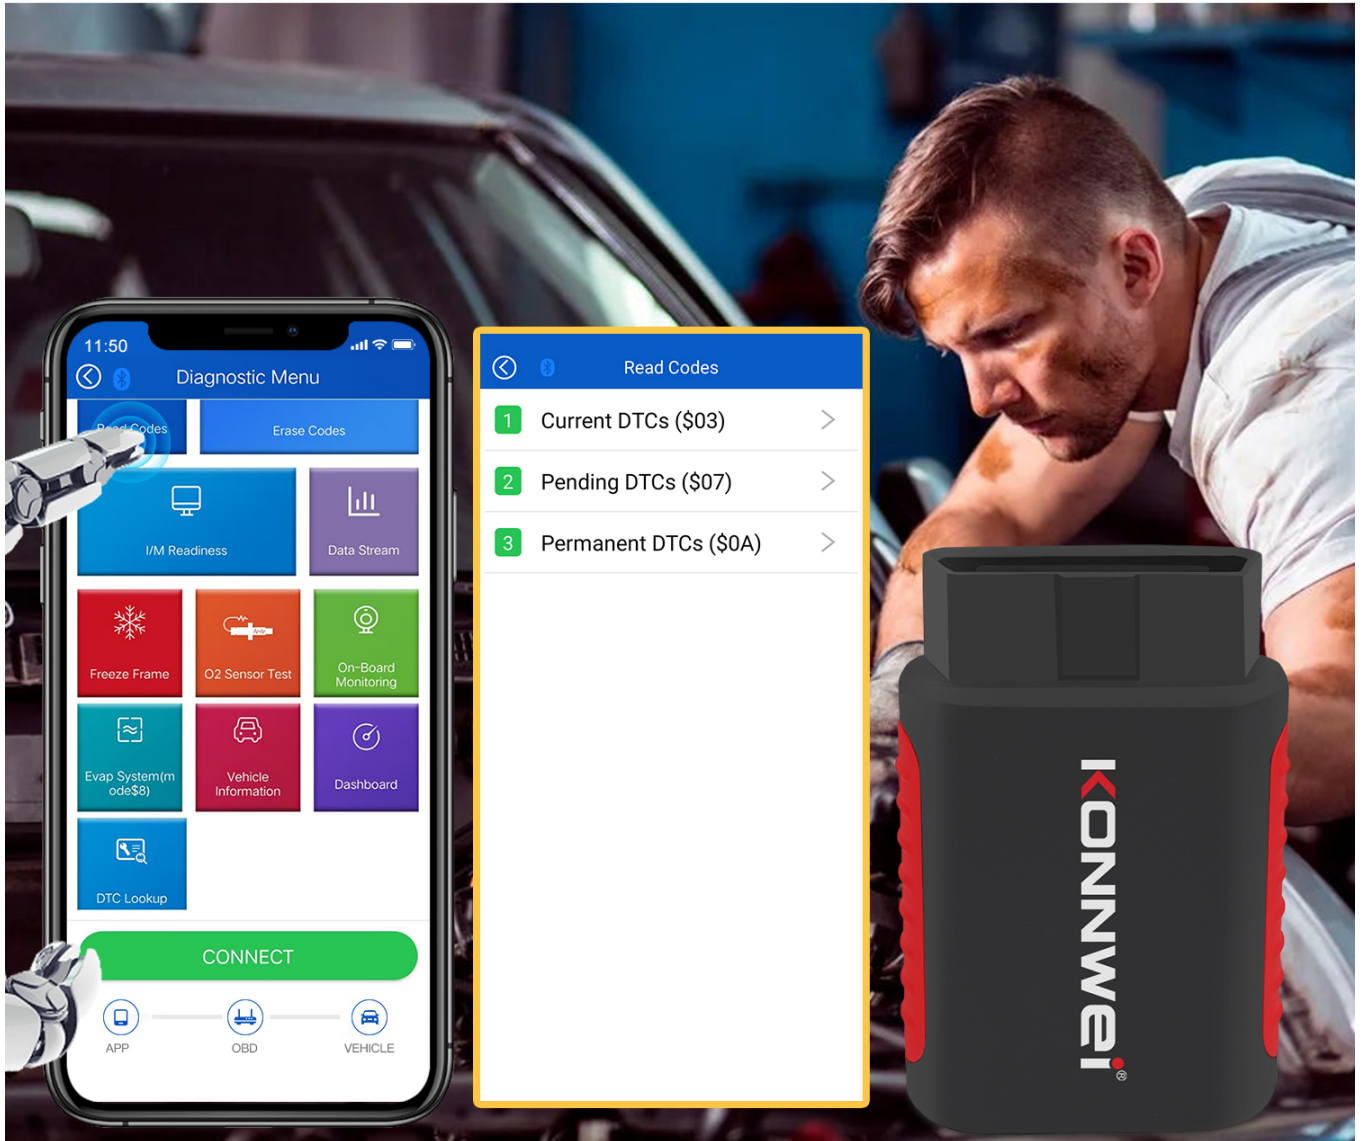 11:50
Diagnostic Menu
Read Codes
Erase Codes
I/M Readiness
Data Stream
Freeze Frame
O2 Sensor Test
On-Board
Monitoring
Evap System(m
ode$8)
Vehicle
Information
Dashboard
DTC Lookup
CONNECT
APP
OBD
VEHICLE
Read Codes
1 Current DTCs ($03)
2 Pending DTCs ($07)
3 Permanent DTCs ($0A)
KONNWEI®